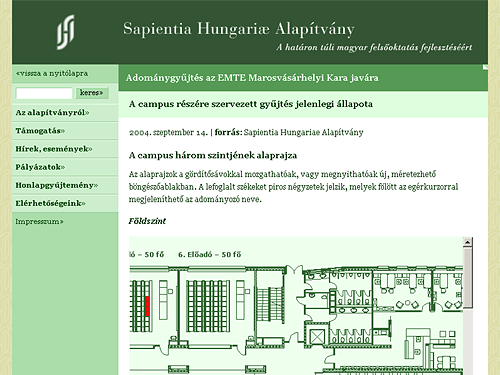 Sapientia Hungariæ Alapítvány
A határon túli magyar felsőoktatás fejlesztéséért
«vissza a nyitólapra
keres»
Az alapítványról»
Támogatás»
Hírek, események»
Pályázatok»
Honlapgyűjtemény»
Elérhetőségeink»
Impresszum»
Adománygyűjtés az EMTE Marosvásárhelyi Kara javára
A campus részére szervezett gyűjtés jelenlegi állapota
2004. szeptember 14. | forrás: Sapientia Hungariae Alapítvány
A campus három szintjének alaprajza
Az alaprajzok a gördítősávokkal mozgathatóak, vagy megnyithatóak új, méretezhető
böngészőablakban. A lefoglalt székeket piros négyzetek jelzik, melyek fölött az egérkurzorral
megjeleníthető az adományozó neve.
Földszint
dó – 50 fő
6. Előadó – 50 fő